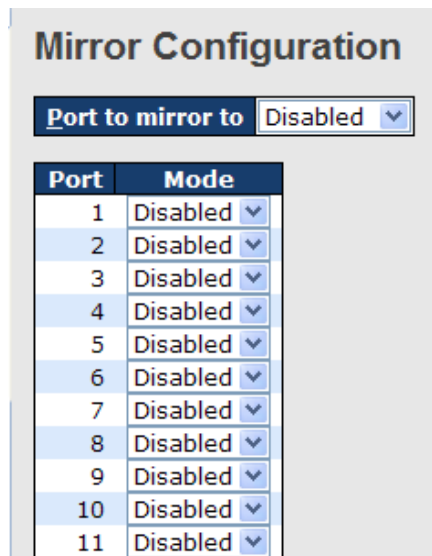 Mirror Configuration
Port to mirror to Disabled
Port Mode
1 Disabled
2 Disabled
3 Disabled
4 Disabled
5 Disabled
6 Disabled
7 Disabled
8 Disabled
9 Disabled
10 Disabled
11 Disabled